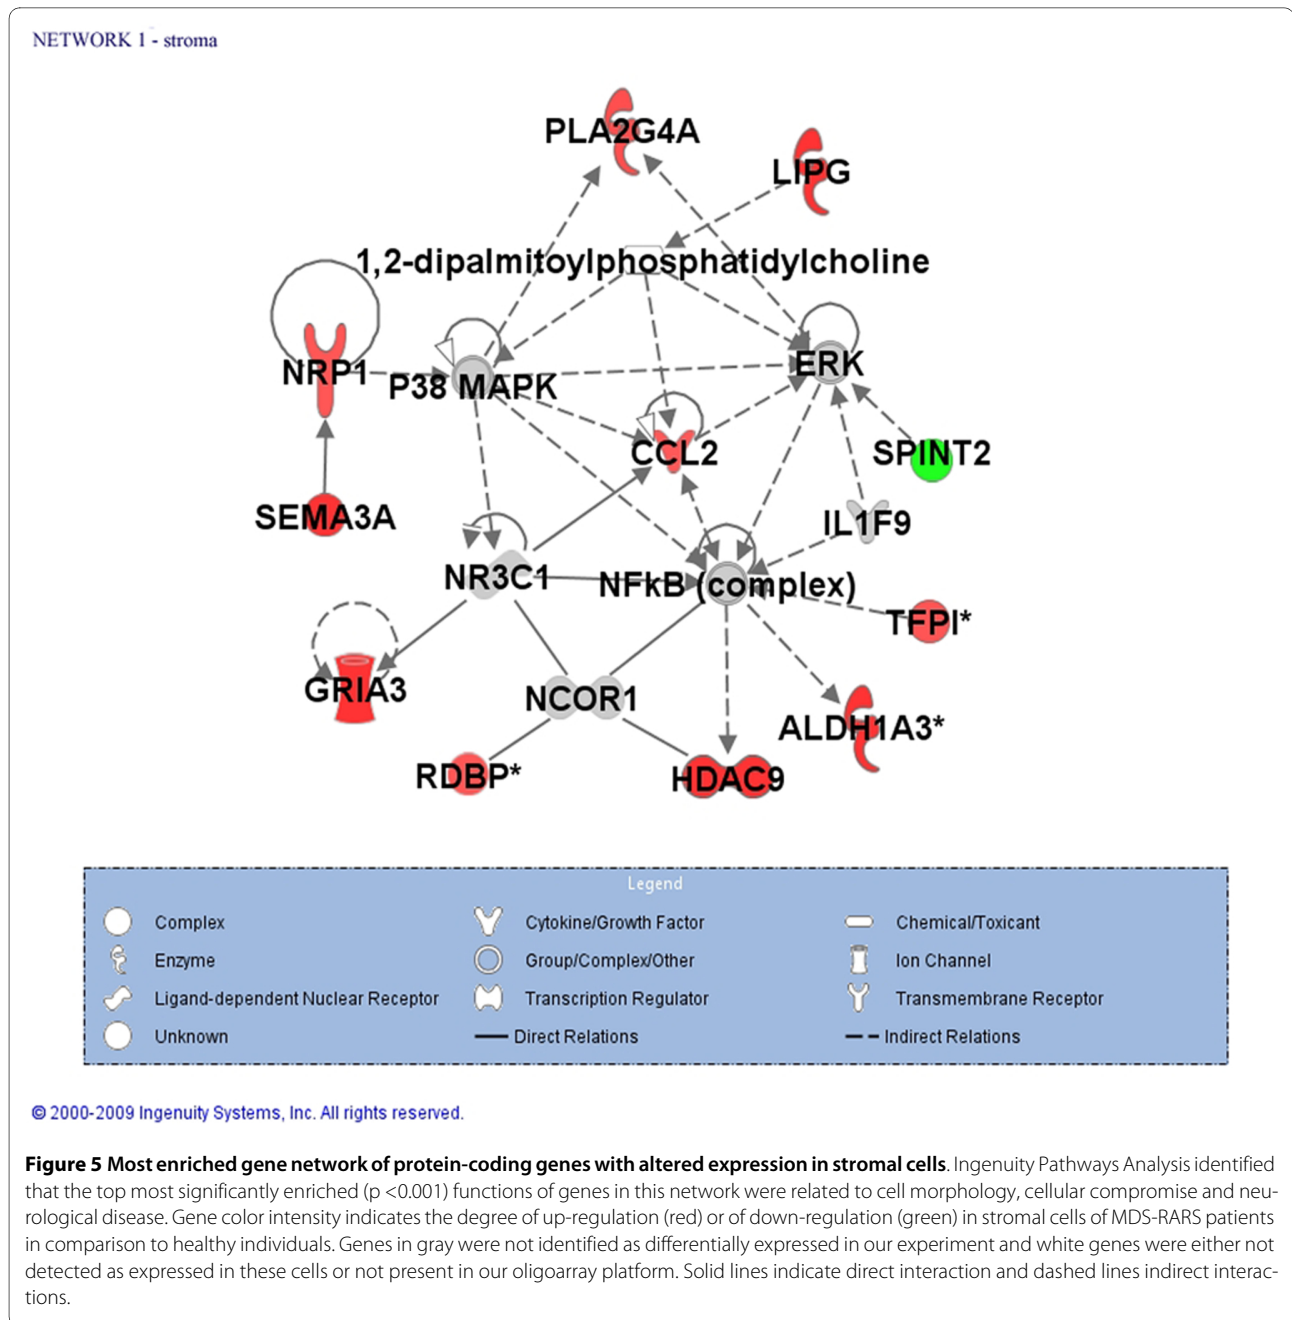 NETWORK 1 - stroma
PLA2G4A
LIPG
1,2-dipalmitoylphosphatidylcholine
NRP1
P38 MAPK
ERK
CCL2
SPINT2
SEMA3A
IL1F9
NR3C1
NFkB (complex)
TFPI*
GRIA3
NCOR1
ALDH1A3*
RDBP*
HDAC9
Legend
Complex
Cytokine/Growth Factor
Chemical/Toxicant
Enzyme
Group/Complex/Other
Ion Channel
Ligand-dependent Nuclear Receptor
Transcription Regulator
Transmembrane Receptor
Unknown
Direct Relations
Indirect Relations
© 2000-2009 Ingenuity Systems, Inc. All rights reserved.
Figure 5 Most enriched gene network of protein-coding genes with altered expression in stromal cells. Ingenuity Pathways Analysis identified
that the top most significantly enriched (p <0.001) functions of genes in this network were related to cell morphology, cellular compromise and neu-
rological disease. Gene color intensity indicates the degree of up-regulation (red) or of down-regulation (green) in stromal cells of MDS-RARS patients
in comparison to healthy individuals. Genes in gray were not identified as differentially expressed in our experiment and white genes were either not
detected as expressed in these cells or not present in our oligoarray platform. Solid lines indicate direct interaction and dashed lines indirect interac-
tions.